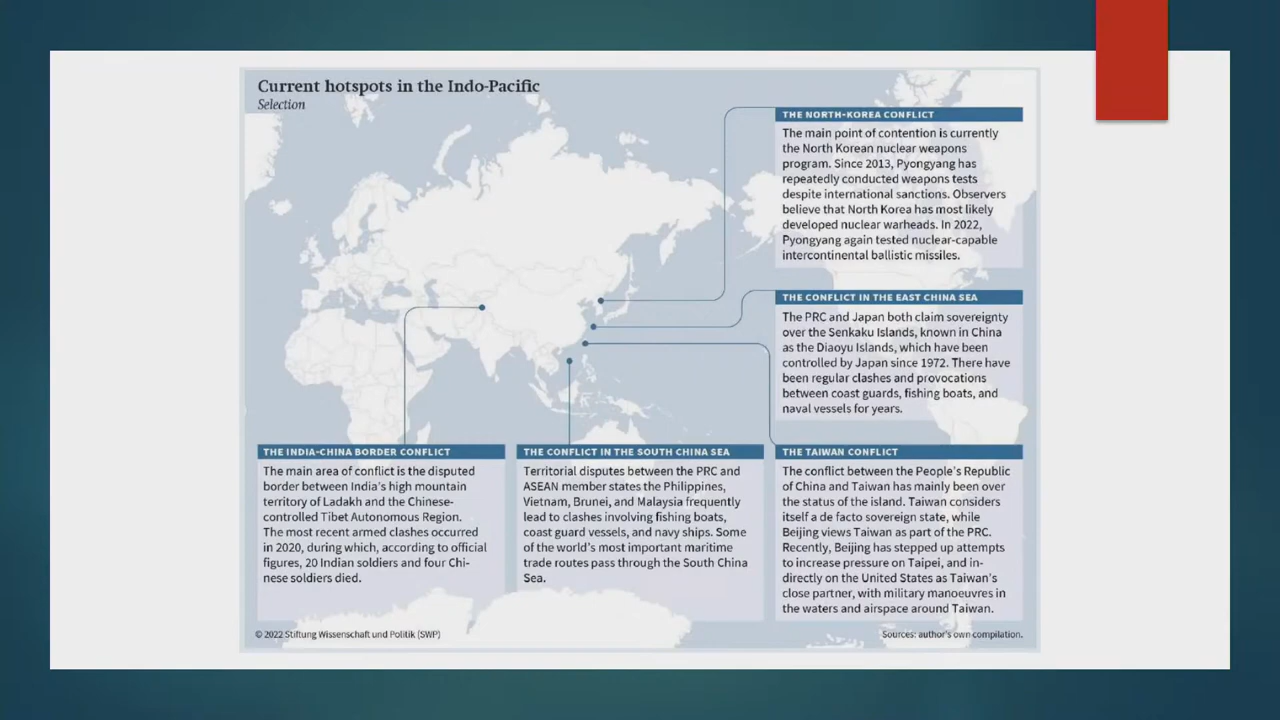 Current hotspots in the Indo-Pacific
Selection
THE NORTH-KOREA CONFLICT
The main point of contention is currently
the North Korean nuclear weapons
program. Since 2013, Pyongyang has
repeatedly conducted weapons tests
despite international sanctions. Observers
believe that North Korea has most likely
developed nuclear warheads. In 2022,
Pyongyang again tested nuclear-capable
intercontinental ballistic missiles.
THE CONFLICT IN THE EAST CHINA SEA
The PRC and Japan both claim sovereignty
over the Senkaku Islands, known in China
as the Diaoyu Islands, which have been
controlled by Japan since 1972. There have
been regular clashes and provocations
between coast guards, fishing boats, and
naval vessels for years.
THE INDIA-CHINA BORDER CONFLICT
The main area of conflict is the disputed
border between India's high mountain
territory of Ladakh and the Chinese-
controlled Tibet Autonomous Region.
The most recent armed clashes occurred
in 2020, during which, according to official
figures, 20 Indian soldiers and four Chi-
nese soldiers died.
THE CONFLICT IN THE SOUTH CHINA SEA
Territorial disputes between the PRC and
ASEAN member states the Philippines,
Vietnam, Brunei, and Malaysia frequently
lead to clashes involving fishing boats,
coast guard vessels, and navy ships. Some
of the world's most important maritime
trade routes pass through the South China
Sea.
THE TAIWAN CONFLICT
The conflict between the People's Republic
of China and Taiwan has mainly been over
the status of the island. Taiwan considers
itself a de facto sovereign state, while
Beijing views Taiwan as part of the PRC.
Recently, Beijing has stepped up attempts
to increase pressure on Taipei, and in-
directly on the United States as Taiwan's
close partner, with military manoeuvres in
the waters and airspace around Taiwan.
© 2022 Stiftung Wissenschaft und Politik (SWP)
Sources: author's own compilation.